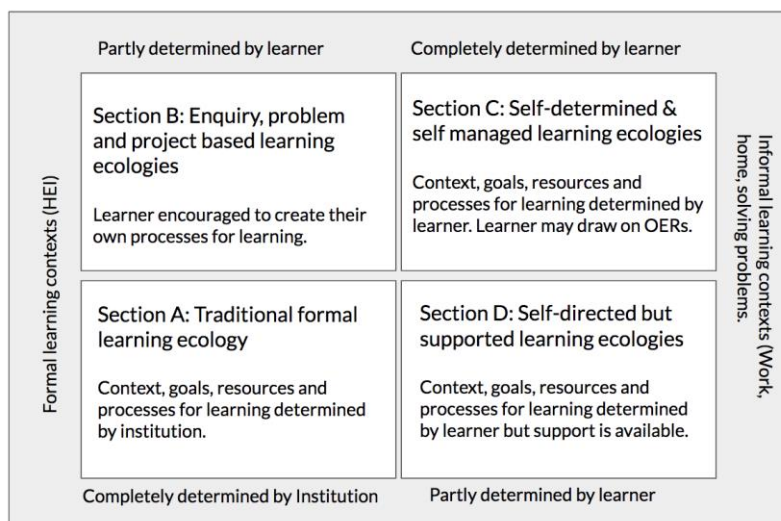 Partly determined by learner
Completely determined by learner
Formal learning contexts (HEI)
Section B: Enquiry, problem
and project based learning
ecologies
Learner encouraged to create their
own processes for learning.
Section C: Self-determined &
self managed learning ecologies
Context, goals, resources and
processes for learning determined by
learner. Learner may draw on OERs.
Informal learning contexts (Work,
home, solving problems.
Section A: Traditional formal
learning ecology
Context, goals, resources and
processes for learning determined
by institution.
Section D: Self-directed but
supported learning ecologies
Context, goals, resources and
processes for learning determined
by learner but support is available.
Completely determined by Institution
Partly determined by learner